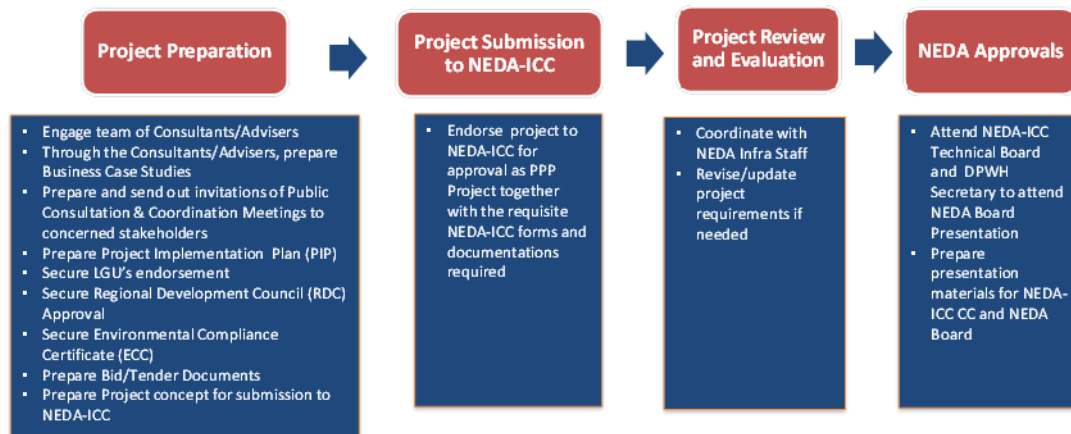 Project Preparation
▪ Engage team of Consultants/Advisers
▪ Through the Consultants/Advisers, prepare
Business Case Studies
▪ Prepare and send out invitations of Public
Consultation & Coordination Meetings to
concerned stakeholders
▪ Prepare Project Implementation Plan (PIP)
▪ Secure LGU's endorsement
▪ Secure Regional Development Council (RDC)
Approval
▪ Secure Environmental Compliance
Certificate (ECC)
▪ Prepare Bid/Tender Documents
▪ Prepare Project concept for submission to
NEDA-ICC
Project Submission
to NEDA-ICC
▪ Endorse project to
NEDA-ICC for
approval as PPP
Project together
with the requisite
NEDA-ICC forms and
documentations
required
Project Review
and Evaluation
▪ Coordinate with
NEDA Infra Staff
▪ Revise/update
project
requirements if
needed
NEDA Approvals
▪ Attend NEDA-ICC
Technical Board
and DPWH
Secretary to attend
NEDA Board
Presentation
▪ Prepare
presentation
materials for NEDA-
ICC CC and NEDA
Board